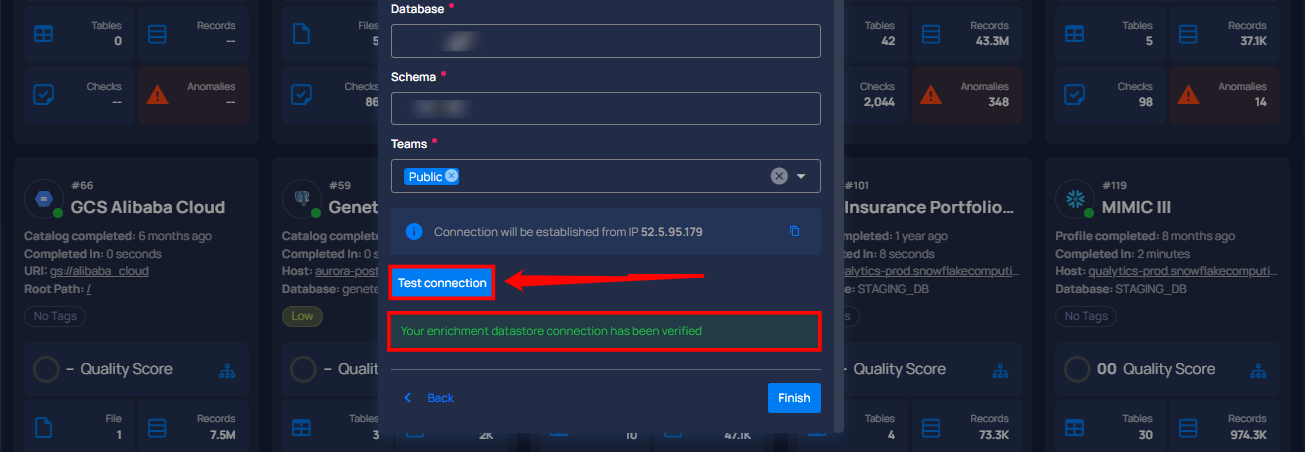 Tables
0
Records
--
Checks
--
Anomalies
--
Files
5
Checks
86
Database *
Schema *
Teams *
Public
Connection will be established from IP 52.5.95.179
Test connection
Your enrichment datastore connection has been verified
Back
Finish
Tables
42
Records
43.3M
Checks
2,044
Anomalies
348
Tables
5
Records
37.1K
Checks
98
Anomalies
14
#66
GCS Alibaba Cloud
Catalog completed: 6 months ago
Completed In: 0 seconds
URI: gs://alibaba_cloud
Root Path: /
No Tags
– Quality Score
File
1
Records
7.5M
#59
Genet
Catalog complete
Completed In: 0 s
Host: aurora-post
Database: genete
Low
– Quali
Tables
3
2K
10
47.1K
#101
Insurance Portfolio...
completed: 1 year ago
In: 8 seconds
alytics-prod.snowflakecomputi...
e: STAGING_DB
s
Quality Score
Tables
4
Records
73.3K
#119
MIMIC III
Profile completed: 8 months ago
Completed In: 2 minutes
Host: qualytics-prod.snowflakecomputi...
Database: STAGING_DB
No Tags
00 Quality Score
Tables
30
Records
974.3K